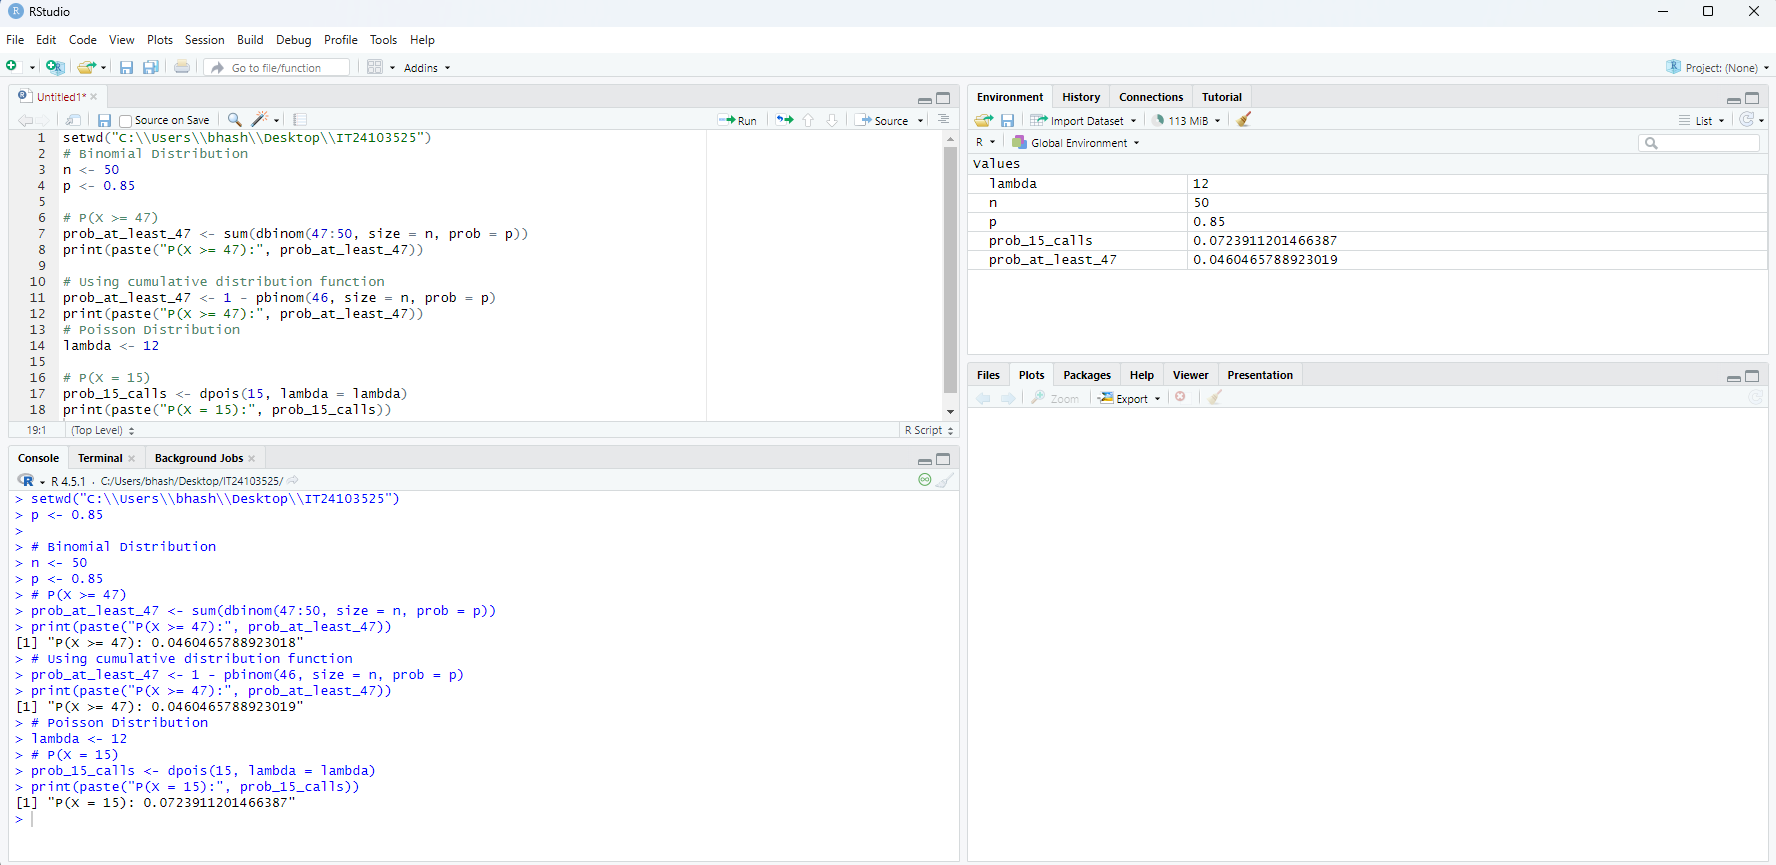 RStudio
File Edit Code View Plots Session Build Debug Profile Tools Help
Go to file/function Addins Project: (None)
Untitled1*
Source on Save Run Source
1 setwd("C:\\Users\\bhash\\Desktop\\IT24103525")
2 # Binomial Distribution
3 n <- 50
4 p <- 0.85
5
6 # P(X >= 47)
7 prob_at_least_47 <- sum(dbinom(47:50, size = n, prob = p))
8 print(paste("P(X >= 47):", prob_at_least_47))
9
10 # Using cumulative distribution function
11 prob_at_least_47 <- 1 - pbinom(46, size = n, prob = p)
12 print(paste("P(X >= 47):", prob_at_least_47))
13 # Poisson Distribution
14 lambda <- 12
15
16 # P(X = 15)
17 prob_15_calls <- dpois(15, lambda = lambda)
18 print(paste("P(X = 15):", prob_15_calls))
19:1 (Top Level) R Script
Console Terminal Background Jobs
R 4.5.1 · C:/Users/bhash/Desktop/IT24103525/
> setwd("C:\\Users\\bhash\\Desktop\\IT24103525")
> p <- 0.85
>
> # Binomial Distribution
> n <- 50
> p <- 0.85
> # P(X >= 47)
> prob_at_least_47 <- sum(dbinom(47:50, size = n, prob = p))
> print(paste("P(X >= 47):", prob_at_least_47))
[1] "P(X >= 47): 0.0460465788923018"
> # Using cumulative distribution function
> prob_at_least_47 <- 1 - pbinom(46, size = n, prob = p)
> print(paste("P(X >= 47):", prob_at_least_47))
[1] "P(X >= 47): 0.0460465788923019"
> # Poisson Distribution
> lambda <- 12
> # P(X = 15)
> prob_15_calls <- dpois(15, lambda = lambda)
> print(paste("P(X = 15):", prob_15_calls))
[1] "P(X = 15): 0.0723911201466387"
>
Environment History Connections Tutorial
Import Dataset 113 MiB List
R Global Environment
Values
lambda 12
n 50
p 0.85
prob_15_calls 0.0723911201466387
prob_at_least_47 0.0460465788923019
Files Plots Packages Help Viewer Presentation
Zoom Export